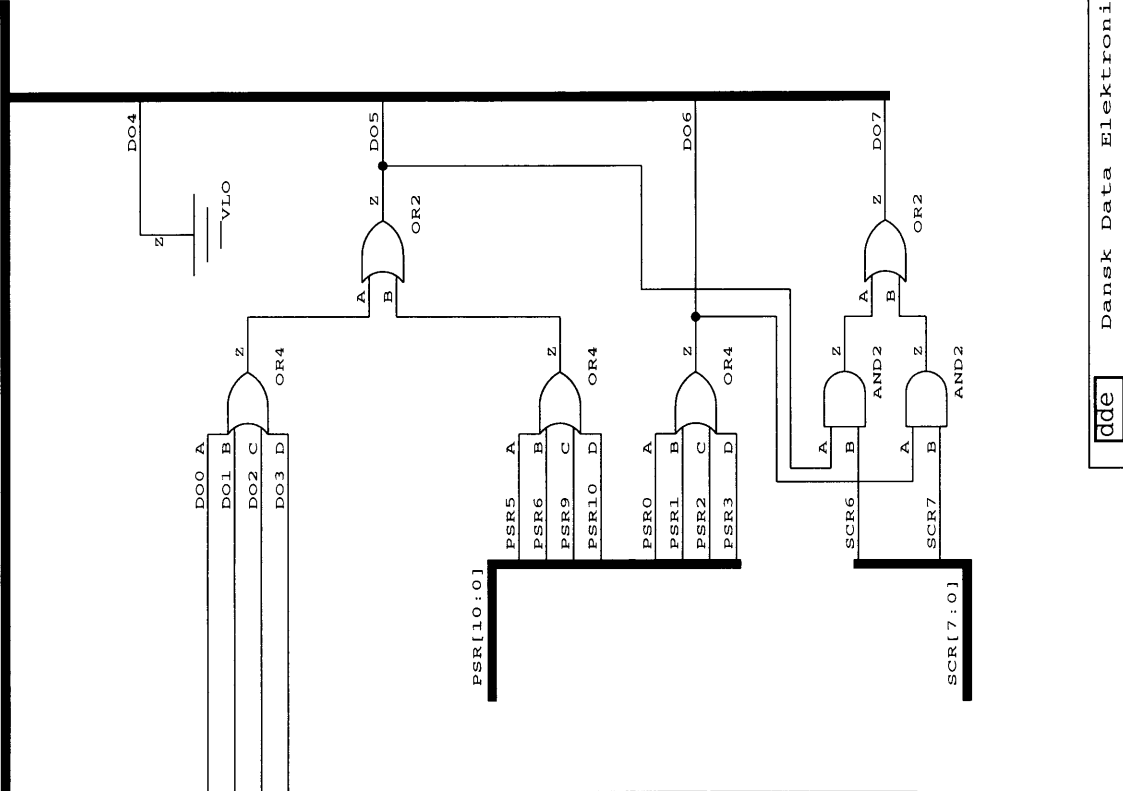 DO4
DO5
DO6
DO7
Z
VLO
Z
OR2
Z
OR2
A
B
A
B
Z
OR4
Z
OR4
Z
OR4
Z
AND2
Z
AND2
DO0 A
DO1 B
DO2 C
DO3 D
PSR5 A
PSR6 B
PSR9 C
PSR10 D
PSR0 A
PSR1 B
PSR2 C
PSR3 D
A
SCR6 B
A
SCR7 B
PSR[10:0]
SCR[7:0]
dde Dansk Data Elektroni